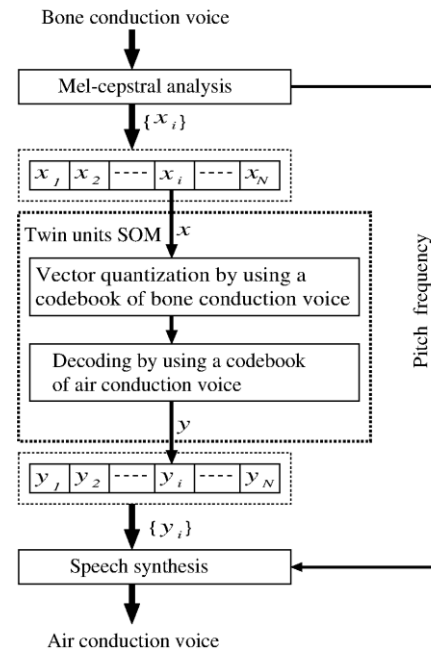 Bone conduction voice
Mel-cepstral analysis
{x_i}
x_1 x_2 ---- x_i ---- x_N
Twin units SOM
x
Vector quantization by using a
codebook of bone conduction voice
Decoding by using a codebook
of air conduction voice
y
y_1 y_2 ---- y_i ---- y_N
{y_i}
Speech synthesis
Air conduction voice
Pitch frequency